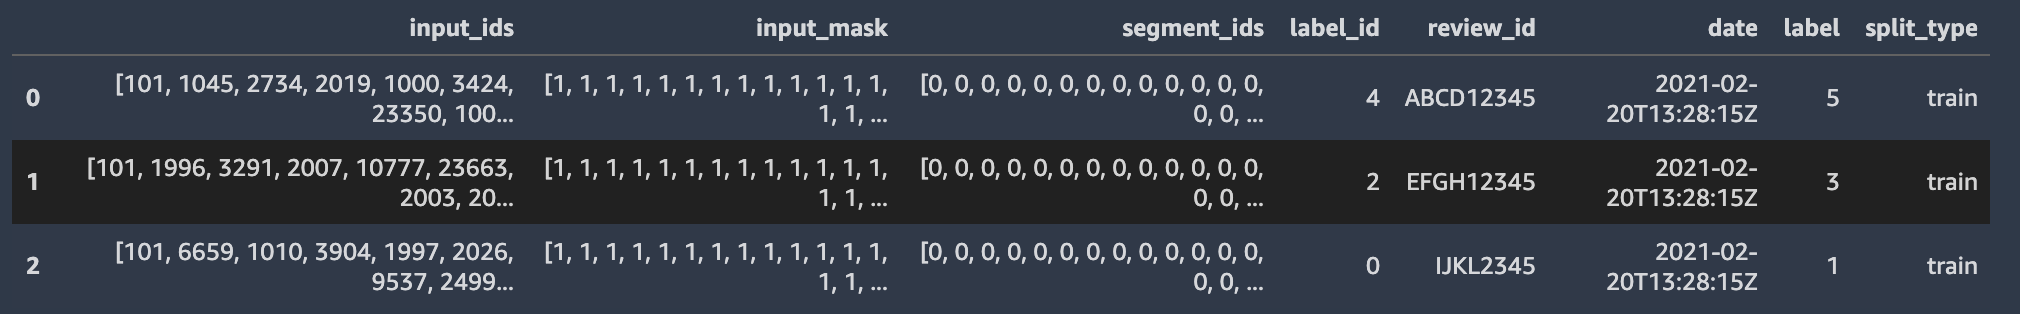 input_ids input_mask segment_ids label_id review_id date label split_type
0 [101, 1045, 2734, 2019, 1000, 3424, 23350, 100... [1, 1, 1, 1, 1, 1, 1, 1, 1, 1, 1, 1, 1, 1, 1, ... [0, 0, 0, 0, 0, 0, 0, 0, 0, 0, 0, 0, 0, 0, 0, ... 4 ABCD12345 2021-02-20T13:28:15Z 5 train
1 [101, 1996, 3291, 2007, 10777, 23663, 2003, 20... [1, 1, 1, 1, 1, 1, 1, 1, 1, 1, 1, 1, 1, 1, 1, ... [0, 0, 0, 0, 0, 0, 0, 0, 0, 0, 0, 0, 0, 0, 0, ... 2 EFGH12345 2021-02-20T13:28:15Z 3 train
2 [101, 6659, 1010, 3904, 1997, 2026, 9537, 2499... [1, 1, 1, 1, 1, 1, 1, 1, 1, 1, 1, 1, 1, 1, 1, ... [0, 0, 0, 0, 0, 0, 0, 0, 0, 0, 0, 0, 0, 0, 0, ... 0 IJKL2345 2021-02-20T13:28:15Z 1 train